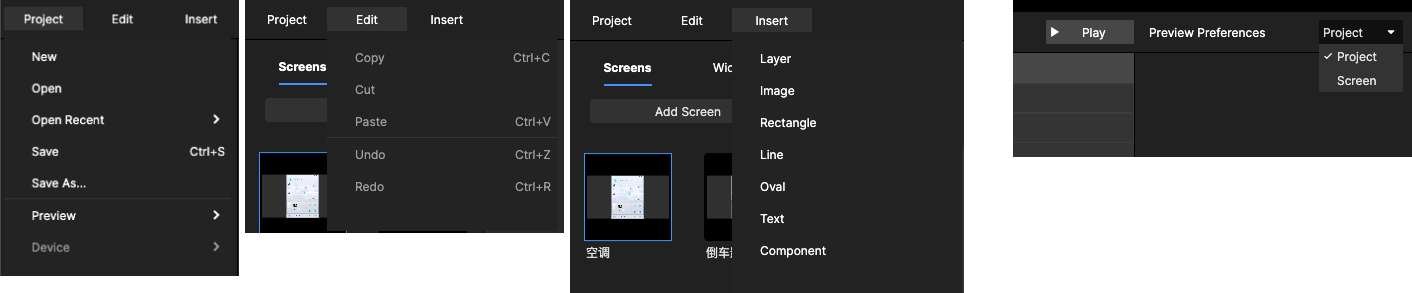 Project Edit Insert
New
Open
Open Recent
Save Ctrl+S
Save As...
Preview
Device
Project Edit Insert
Screens
Copy Ctrl+C
Cut
Paste Ctrl+V
Undo Ctrl+Z
Redo Ctrl+R
Project Edit Insert
Screens Wid
Add Screen
空调
倒车
Layer
Image
Rectangle
Line
Oval
Text
Component
Play Preview Preferences Project
Project
Screen